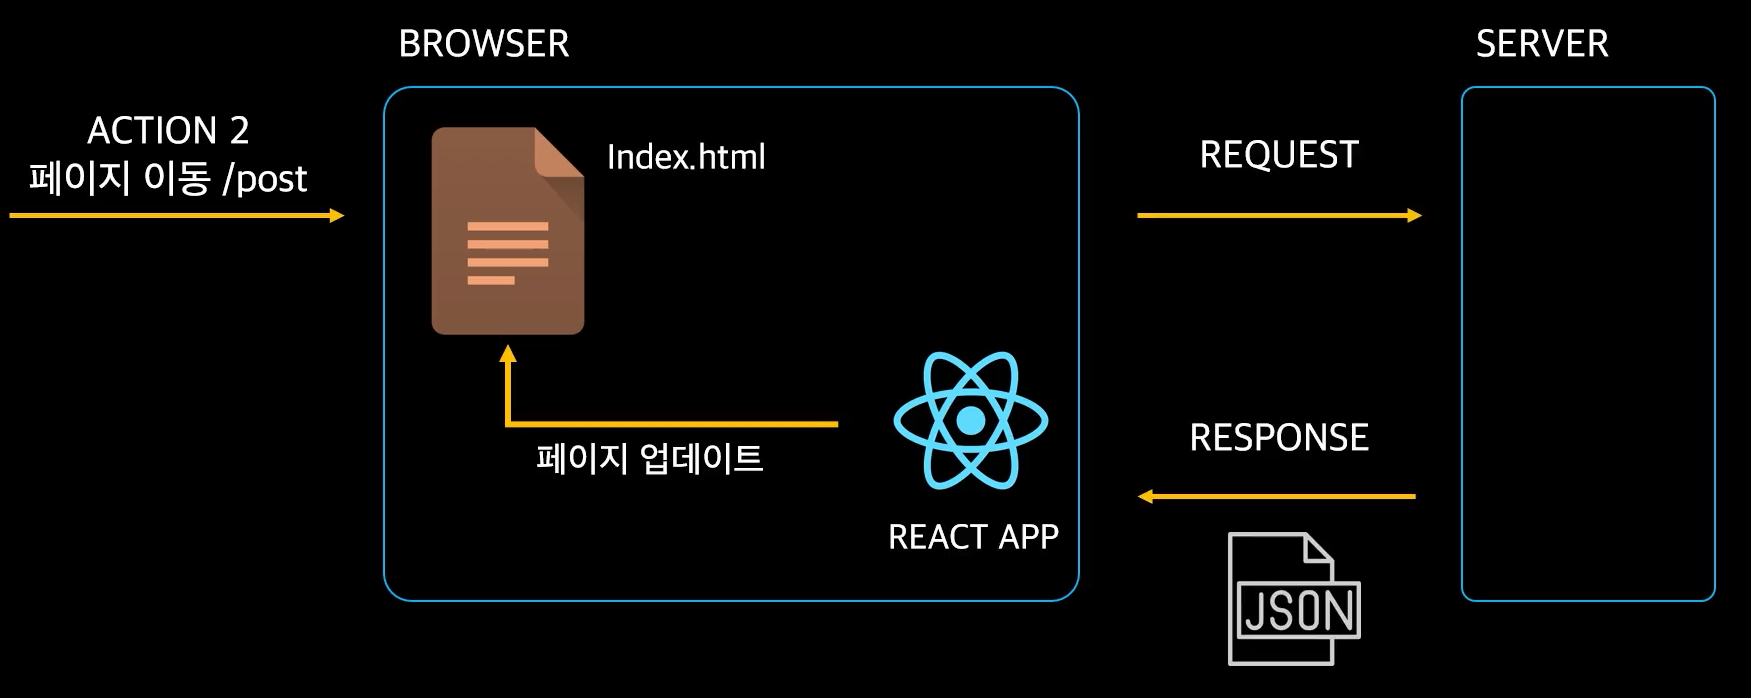 BROWSER
SERVER
ACTION 2
페이지 이동 /post
Index.html
REQUEST
페이지 업데이트
RESPONSE
REACT APP
JSON